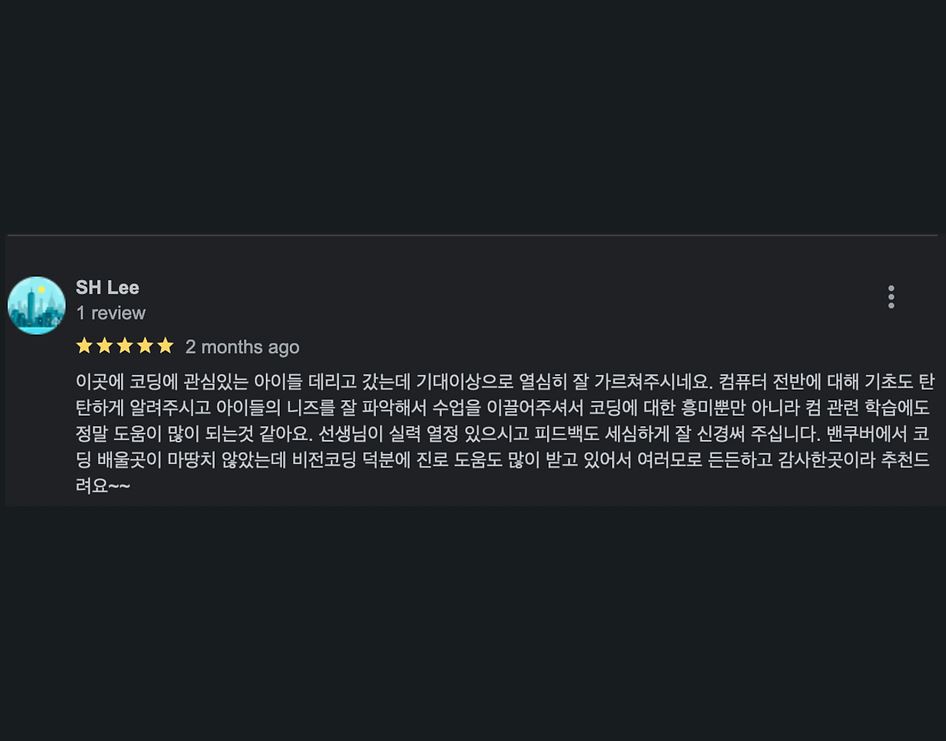 SH Lee
1 review
2 months ago
이곳에 코딩에 관심있는 아이들 데리고 갔는데 기대이상으로 열심히 잘 가르쳐주시네요. 컴퓨터 전반에 대해 기초도 탄
탄하게 알려주시고 아이들의 니즈를 잘 파악해서 수업을 이끌어주셔서 코딩에 대한 흥미뿐만 아니라 컴 관련 학습에도
정말 도움이 많이 되는것 같아요. 선생님이 실력 열정 있으시고 피드백도 세심하게 잘 신경써 주십니다. 밴쿠버에서 코
딩 배울곳이 마땅치 않았는데 비전코딩 덕분에 진로 도움도 많이 받고 있어서 여러모로 든든하고 감사한곳이라 추천드
려요~~